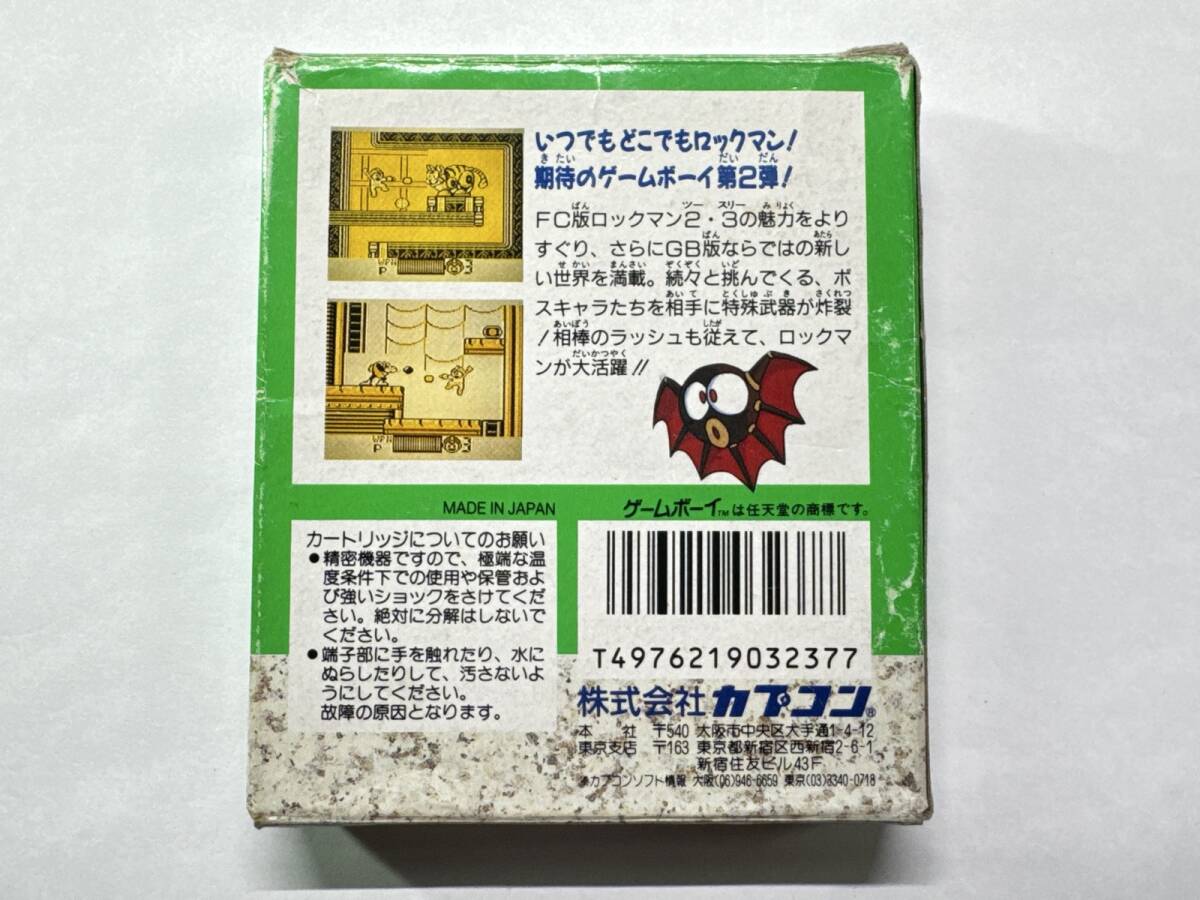 いつでもどこでもロックマン!
期待のゲームボーイ第2弾!
FC版ロックマン2・3の魅力をより
すぐり、さらにGB版ならではの新し
い世界を満載。続々と挑んでくる、ボ
スキャラたちを相手に特殊武器が炸裂
!相棒のラッシュも従えて、ロックマ
ンが大活躍!!
MADE IN JAPAN
ゲームボーイTMは任天堂の商標です。
カートリッジについてのお願い
●精密機器ですので、極端な温
度条件下での使用や保管およ
び強いショックをさけてくだ
さい。絶対に分解はしないで
ください。
●端子部に手を触れたり、水に
ぬらしたりして、汚さないよ
うにしてください。
故障の原因となります。
T4976219032377
株式会社 カプコン®
本 社 〒540 大阪市中央区大手通1-4-12
東京支店 〒163 東京都新宿区西新宿2-6-1
新宿住友ビル43F
カプコンソフト情報 大阪(06)946-6659 東京(03)3340-0718